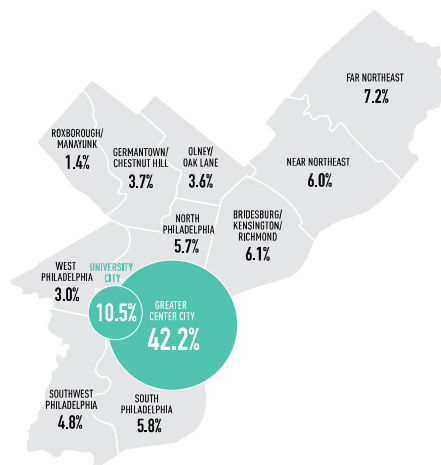 FAR NORTHEAST
7.2%
ROXBOROUGH/
MANAYUNK
1.4%
GERMANTOWN/
CHESTNUT HILL
3.7%
OLNEY/
OAK LANE
3.6%
NEAR NORTHEAST
6.0%
NORTH
PHILADELPHIA
5.7%
BRIDESBURG/
KENSINGTON/
RICHMOND
6.1%
WEST
PHILADELPHIA
3.0%
UNIVERSITY
CITY
10.5%
GREATER
CENTER CITY
42.2%
SOUTHWEST
PHILADELPHIA
4.8%
SOUTH
PHILADELPHIA
5.8%